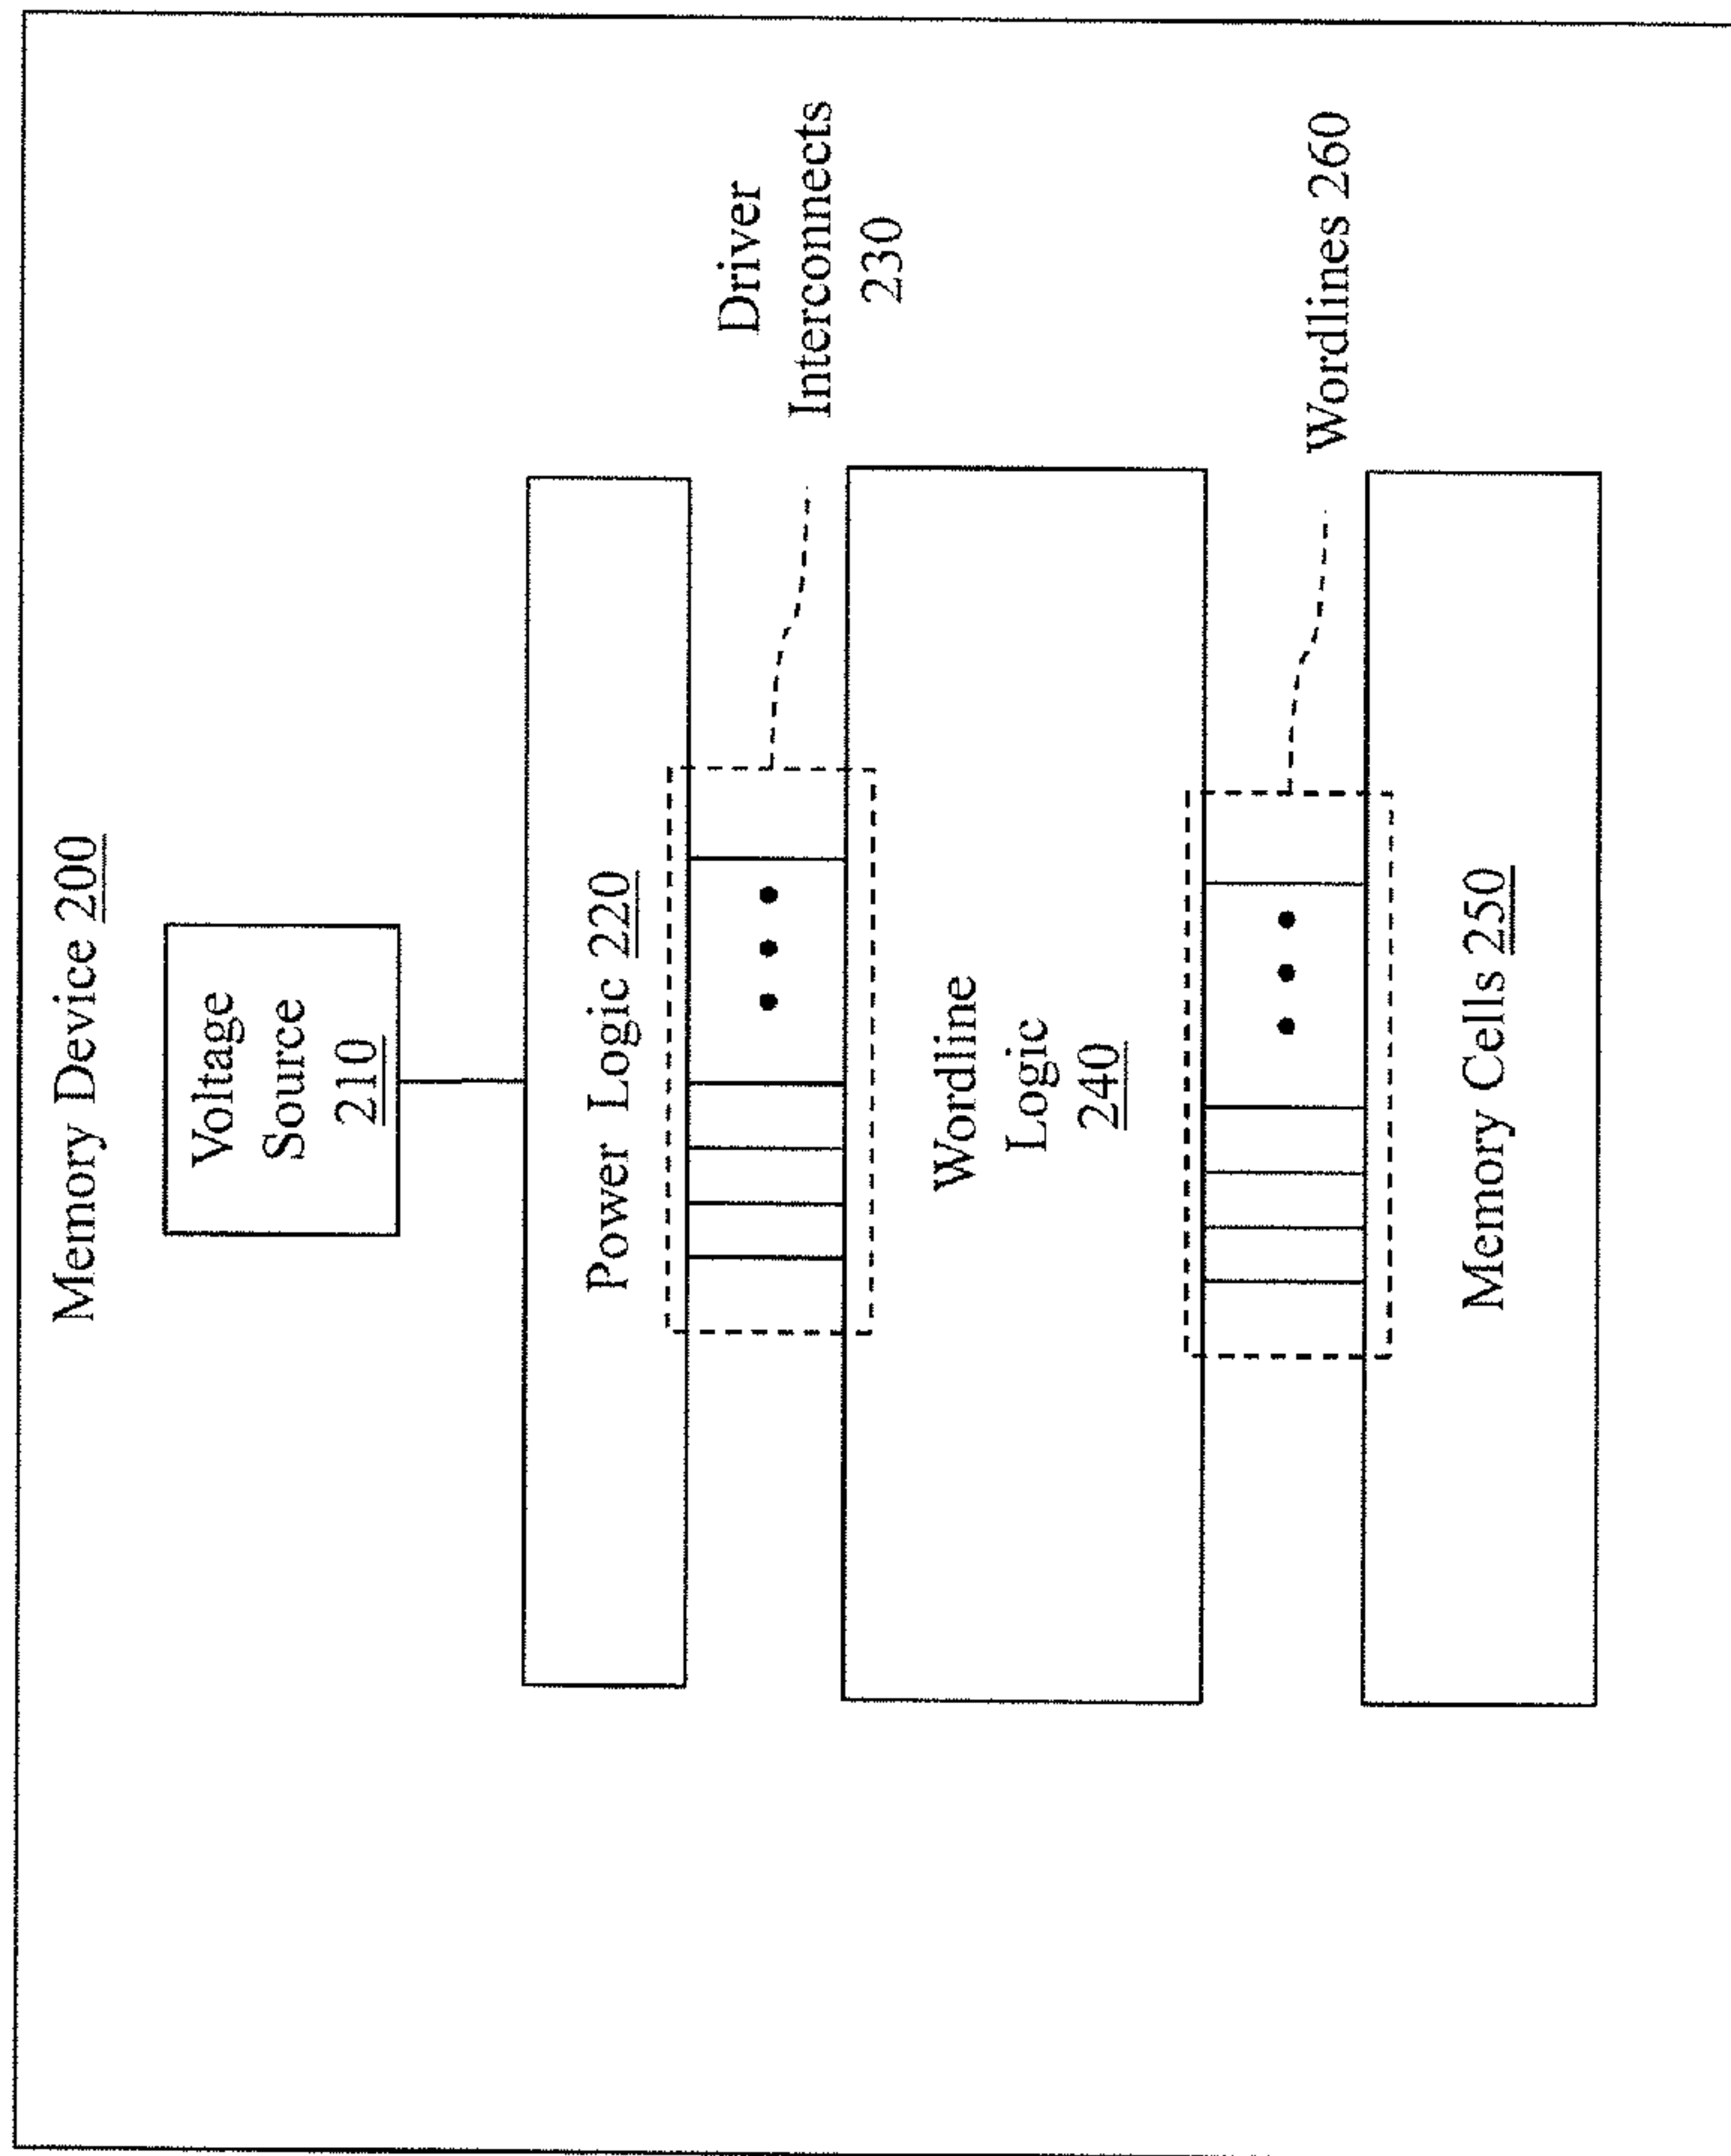 Memory Device 200
Voltage
Source
210
Power Logic 220
Driver
Interconnects
230
Wordline
Logic
240
Wordlines 260
Memory Cells 250